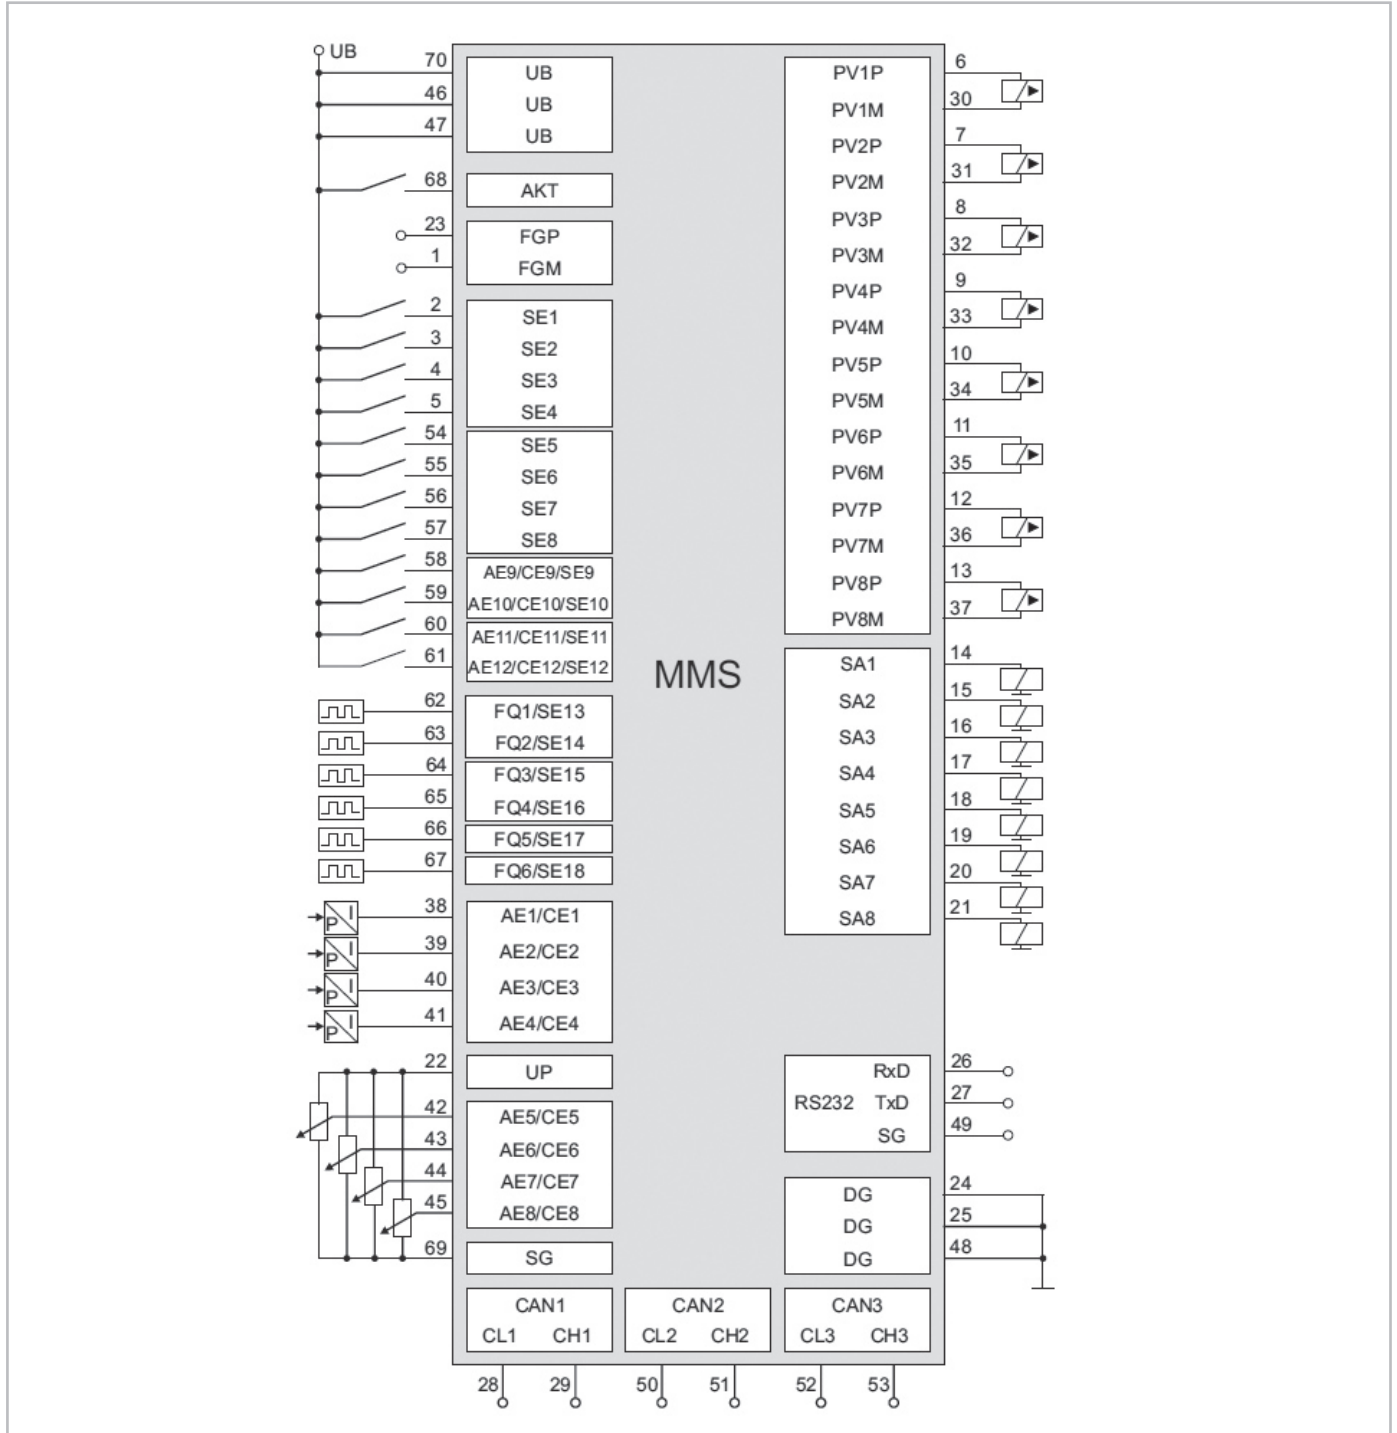 UB
70 UB
46 UB
47 UB
68 AKT
23 FGP
1 FGM
2 SE1
3 SE2
4 SE3
5 SE4
54 SE5
55 SE6
56 SE7
57 SE8
58 AE9/CE9/SE9
59 AE10/CE10/SE10
60 AE11/CE11/SE11
61 AE12/CE12/SE12
62 FQ1/SE13
63 FQ2/SE14
64 FQ3/SE15
65 FQ4/SE16
66 FQ5/SE17
67 FQ6/SE18
P I 38 AE1/CE1
P I 39 AE2/CE2
P I 40 AE3/CE3
P I 41 AE4/CE4
22 UP
42 AE5/CE5
43 AE6/CE6
44 AE7/CE7
45 AE8/CE8
69 SG
MMS
PV1P 6
PV1M 30
PV2P 7
PV2M 31
PV3P 8
PV3M 32
PV4P 9
PV4M 33
PV5P 10
PV5M 34
PV6P 11
PV6M 35
PV7P 12
PV7M 36
PV8P 13
PV8M 37
SA1 14
SA2 15
SA3 16
SA4 17
SA5 18
SA6 19
SA7 20
SA8 21
RxD 26
RS232 TxD 27
SG 49
DG 24
DG 25
DG 48
CAN1
CL1 CH1
28 29
CAN2
CL2 CH2
50 51
CAN3
CL3 CH3
52 53